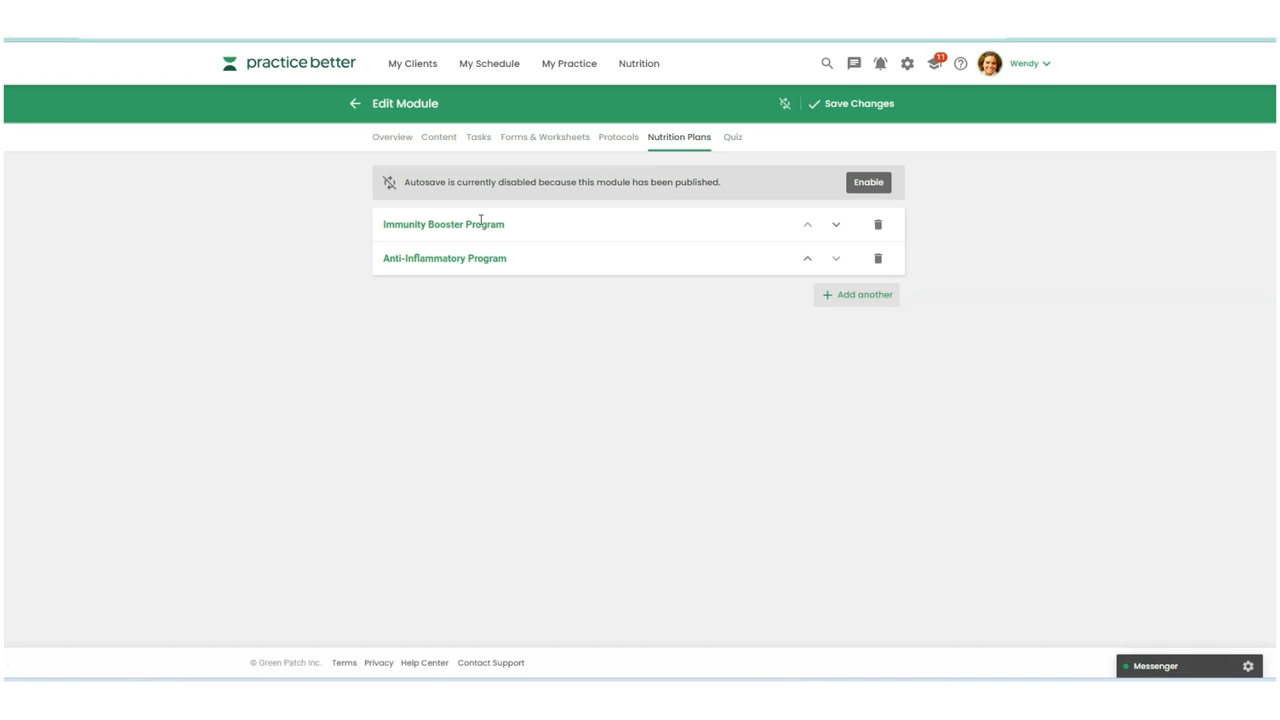 practice better My Clients My Schedule My Practice Nutrition 11 Wendy
Edit Module Save Changes
Overview Content Tasks Forms & Worksheets Protocols Nutrition Plans Quiz
Autosave is currently disabled because this module has been published. Enable
Immunity Booster Program
Anti-Inflammatory Program
+ Add another
© Green Patch Inc. Terms Privacy Help Center Contact Support
Messenger